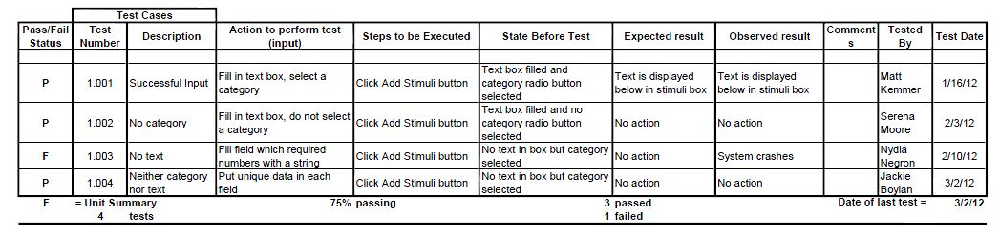 Test Cases
Pass/Fail Status Test Number Description Action to perform test (input) Steps to be Executed State Before Test Expected result Observed result Comments Tested By Test Date
P 1.001 Successful Input Fill in text box, select a category Click Add Stimuli button Text box filled and category radio button selected Text is displayed below in stimuli box Text is displayed below in stimuli box Matt Kemmer 1/16/12
P 1.002 No category Fill in text box, do not select a category Click Add Stimuli button Text box filled and no category radio button selected No action No action Serena Moore 2/3/12
F 1.003 No text Fill field which required numbers with a string Click Add Stimuli button No text in box but category selected No action System crashes Nydia Negron 2/10/12
P 1.004 Neither category nor text Put unique data in each field Click Add Stimuli button No text in box but category selected No action No action Jackie Boylan 3/2/12
F = Unit Summary 75% passing 3 passed Date of last test = 3/2/12
4 tests 1 failed